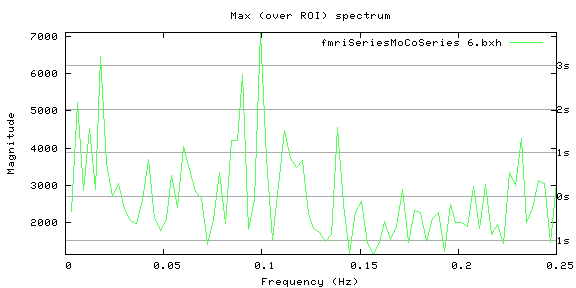 Max (over ROI) spectrum
fmriSeriesMoCoSeries 6.bxh
7000
6000
5000
4000
3000
2000
Magnitude
3s
2s
1s
0s
1s
0
0.05
0.1
0.15
0.2
0.25
Frequency (Hz)